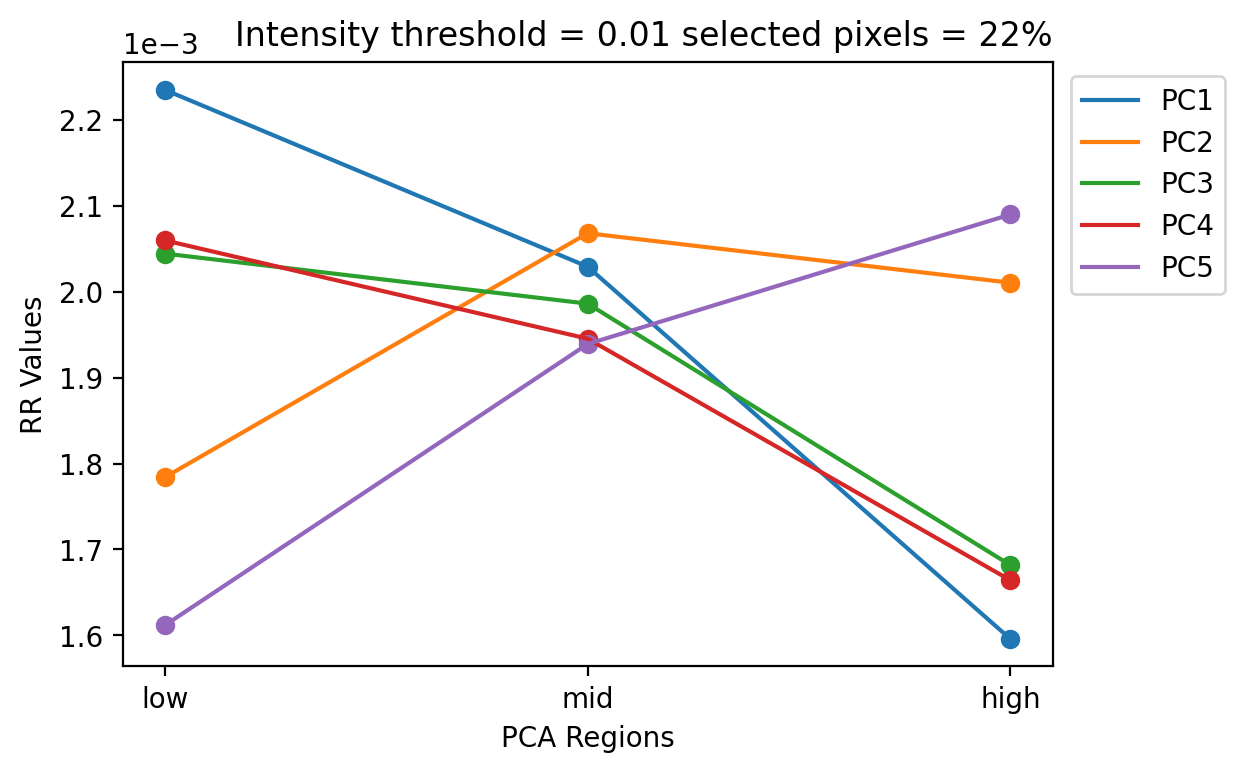 1e−3
Intensity threshold = 0.01 selected pixels = 22%
PC1
PC2
PC3
PC4
PC5
RR Values
2.2
2.1
2.0
1.9
1.8
1.7
1.6
low mid high
PCA Regions